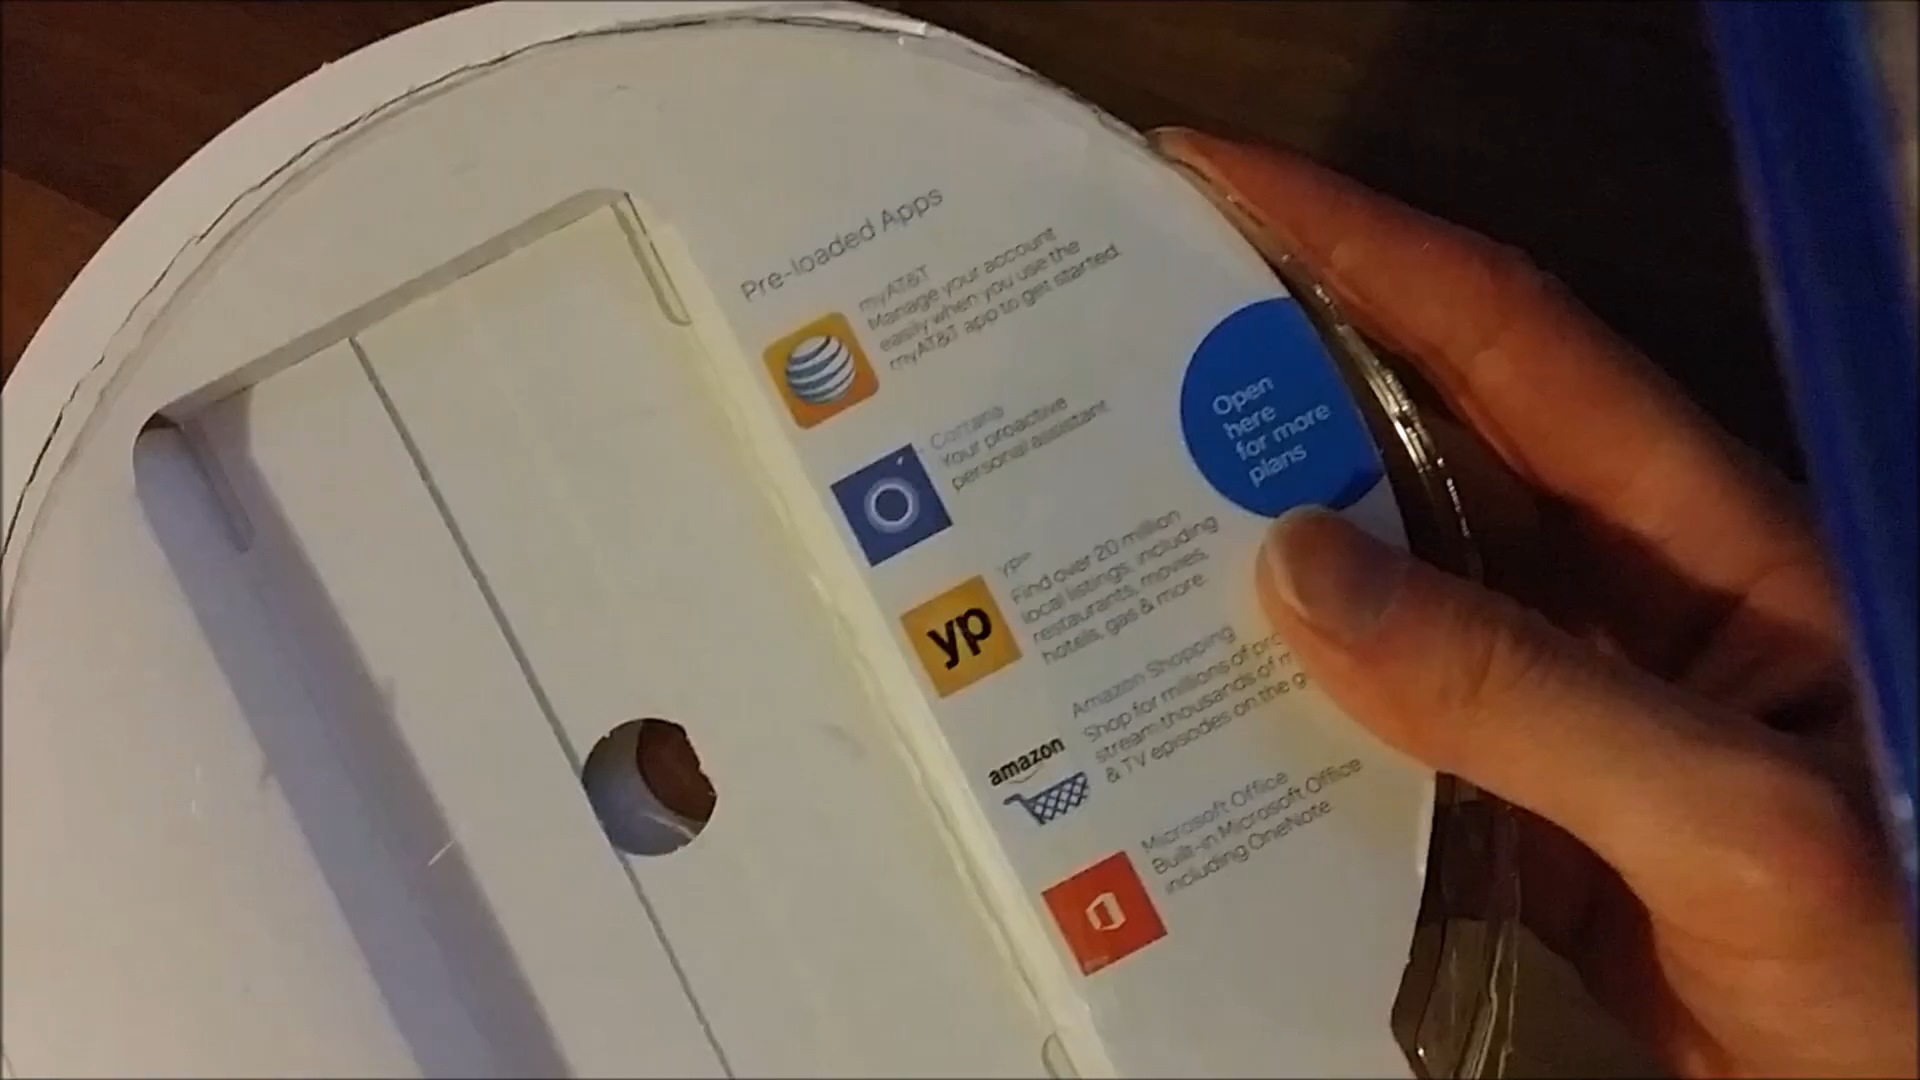 Pre-loaded Apps
myAT&T
Manage your account
easily when you use the
myAT&T app to get started.
Cortana
Your proactive
personal assistant
Open
here
for more
plans
yp
YP
Find over 20 million
local listings, including
restaurants, movies,
hotels, gas & more.
amazon
Amazon Shopping
Shop for millions of
stream thousands of
& TV episodes on the
Microsoft Office
Built-in Microsoft Office
including OneNote.